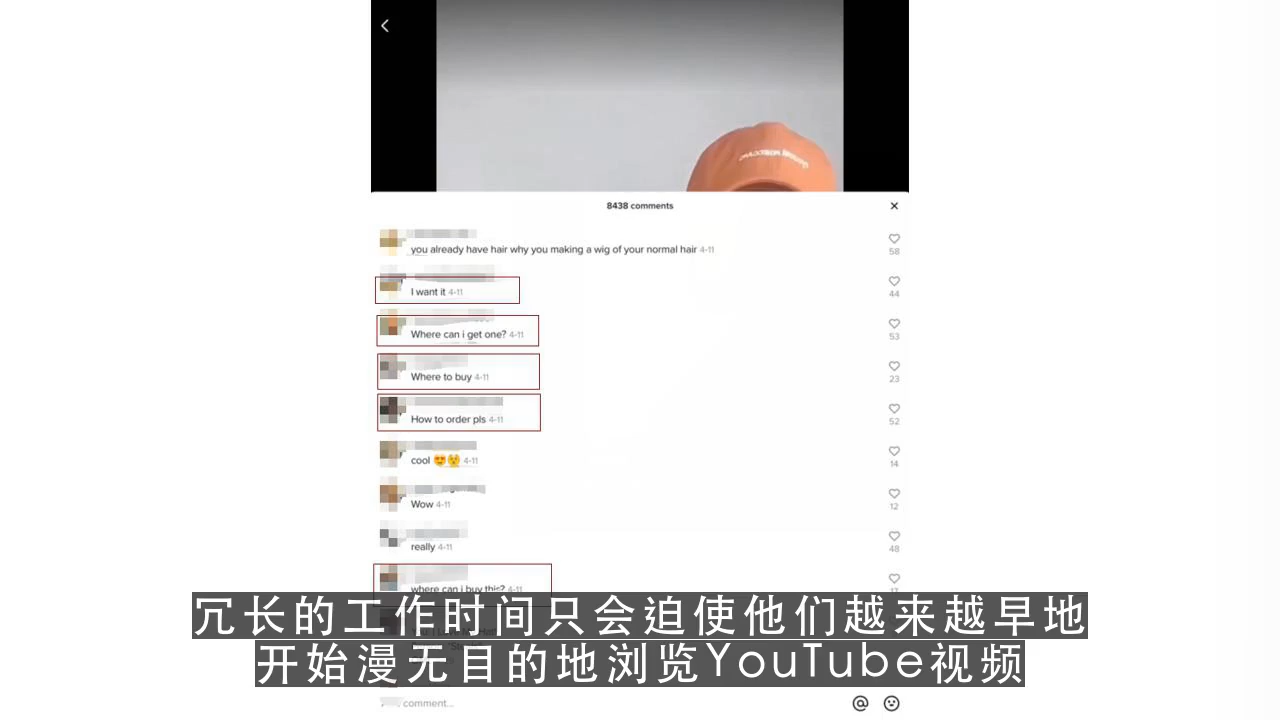 8438 comments
you already have hair why you making a wig of your normal hair 4-11
58
I want it 4-11
44
Where can i get one? 4-11
53
Where to buy 4-11
23
How to order pls 4-11
52
cool 😍😯 4-11
14
Wow 4-11
12
really 4-11
48
where can i buy this? 4-11
冗长的工作时间只会迫使他们越来越早地
开始漫无目的地浏览YouTube视频
comment...